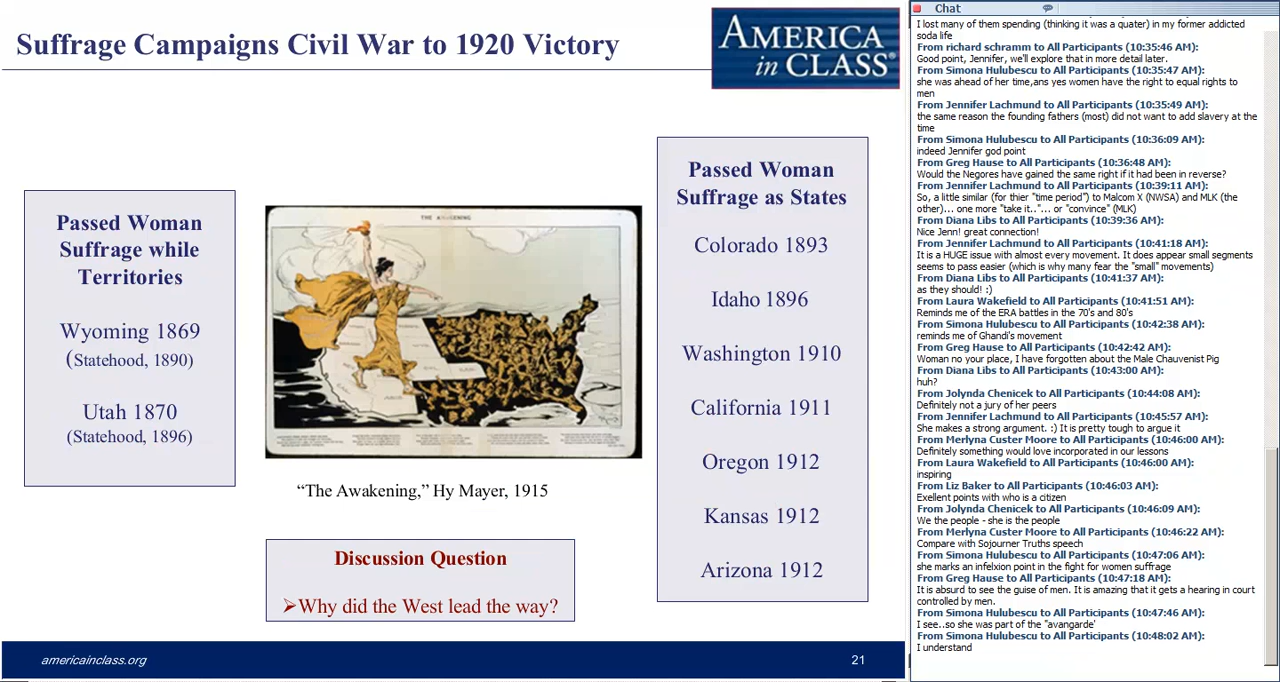 Suffrage Campaigns Civil War to 1920 Victory
AMERICA
in CLASS®
Passed Woman
Suffrage while
Territories
Wyoming 1869
(Statehood, 1890)
Utah 1870
(Statehood, 1896)
THE AWAKENING
“The Awakening,” Hy Mayer, 1915
Discussion Question
➢Why did the West lead the way?
Passed Woman
Suffrage as States
Colorado 1893
Idaho 1896
Washington 1910
California 1911
Oregon 1912
Kansas 1912
Arizona 1912
americainclass.org
21
Chat
I lost many of them spending (thinking it was a quater) in my former addicted
soda life
From richard schramm to All Participants (10:35:46 AM):
Good point, Jennifer, we'll explore that in more detail later.
From Simona Hulubescu to All Participants (10:35:47 AM):
she was ahead of her time,ans yes women have the right to equal rights to
men
From Jennifer Lachmund to All Participants (10:35:49 AM):
the same reason the founding fathers (most) did not want to add slavery at the
time
From Simona Hulubescu to All Participants (10:36:09 AM):
indeed Jennifer god point
From Greg Hause to All Participants (10:36:48 AM):
Would the Negores have gained the same right if it had been in reverse?
From Jennifer Lachmund to All Participants (10:39:11 AM):
So, a little similar (for thier "time period") to Malcom X (NWSA) and MLK (the
other)... one more "take it.."... or "convince" (MLK)
From Diana Libs to All Participants (10:39:36 AM):
Nice Jenn! great connection!
From Jennifer Lachmund to All Participants (10:41:18 AM):
It is a HUGE issue with almost every movement. It does appear small segments
seems to pass easier (which is why many fear the "small" movements)
From Diana Libs to All Participants (10:41:37 AM):
as they should! :)
From Laura Wakefield to All Participants (10:41:51 AM):
Reminds me of the ERA battles in the 70's and 80's
From Simona Hulubescu to All Participants (10:42:38 AM):
reminds me of Ghandi's movement
From Greg Hause to All Participants (10:42:42 AM):
Woman no your place, I have forgotten about the Male Chauvenist Pig
From Diana Libs to All Participants (10:43:00 AM):
huh?
From Jolynda Chenicek to All Participants (10:44:08 AM):
Definitely not a jury of her peers
From Jennifer Lachmund to All Participants (10:45:57 AM):
She makes a strong argument. :) It is pretty tough to argue it
From Merlyna Custer Moore to All Participants (10:46:00 AM):
Definitely something would love incorporated in our lessons
From Laura Wakefield to All Participants (10:46:00 AM):
inspiring
From Liz Baker to All Participants (10:46:03 AM):
Exellent points with who is a citizen
From Jolynda Chenicek to All Participants (10:46:09 AM):
We the people - she is the people
From Merlyna Custer Moore to All Participants (10:46:22 AM):
Compare with Sojourner Truths speech
From Simona Hulubescu to All Participants (10:47:06 AM):
she marks an infelxion point in the fight for women suffrage
From Greg Hause to All Participants (10:47:18 AM):
It is absurd to see the guise of men. It is amazing that it gets a hearing in court
controlled by men.
From Simona Hulubescu to All Participants (10:47:46 AM):
I see..so she was part of the "avangarde'
From Simona Hulubescu to All Participants (10:48:02 AM):
I understand